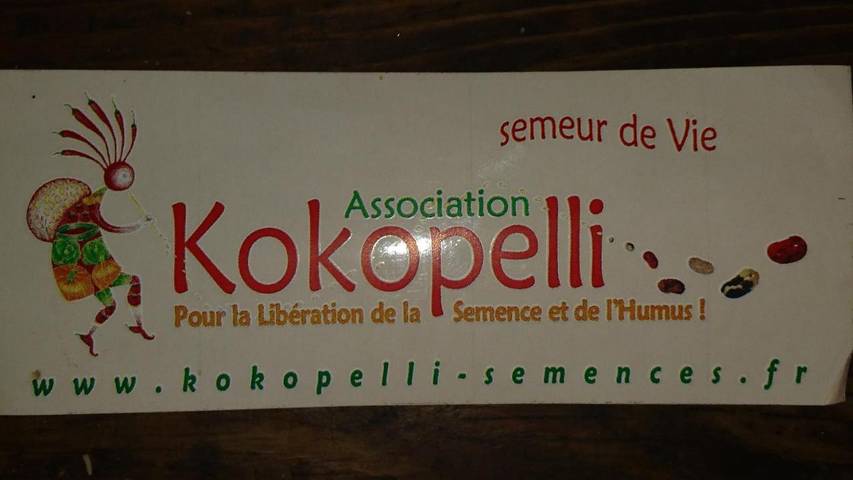 semeur de Vie
Association
Kokopelli
Pour la Libération de la Semence et de l'Humus !
www.kokopelli-semences.fr